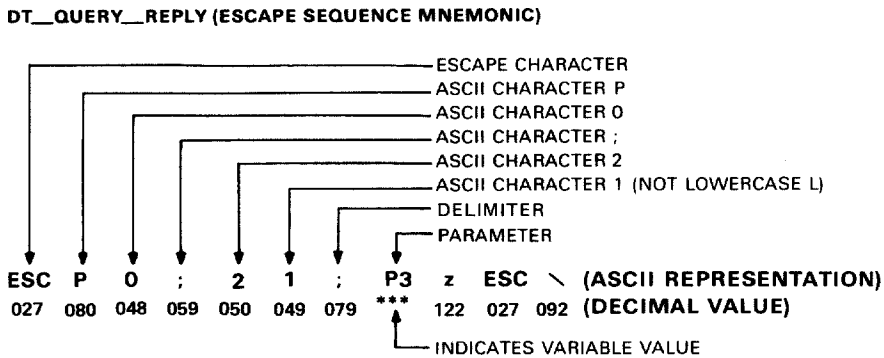 DT__QUERY__REPLY (ESCAPE SEQUENCE MNEMONIC)
ESCAPE CHARACTER
ASCII CHARACTER P
ASCII CHARACTER 0
ASCII CHARACTER ;
ASCII CHARACTER 2
ASCII CHARACTER 1 (NOT LOWERCASE L)
DELIMITER
PARAMETER
ESC P 0 ; 2 1 ; P3 z ESC \ (ASCII REPRESENTATION)
027 080 048 059 050 049 079 *** 122 027 092 (DECIMAL VALUE)
INDICATES VARIABLE VALUE